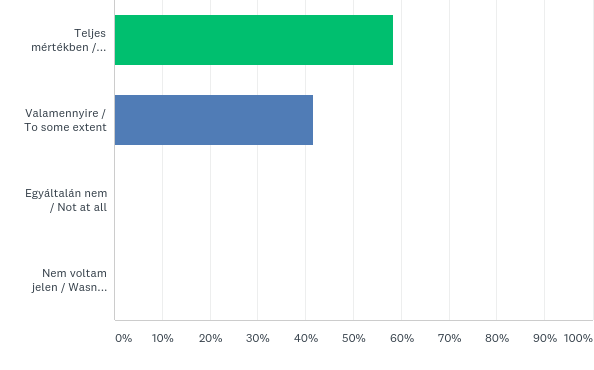 Teljes
mértékben /...
Valamennyire /
To some extent
Egyáltalán nem
/ Not at all
Nem voltam
jelen / Wasn...
0% 10% 20% 30% 40% 50% 60% 70% 80% 90% 100%